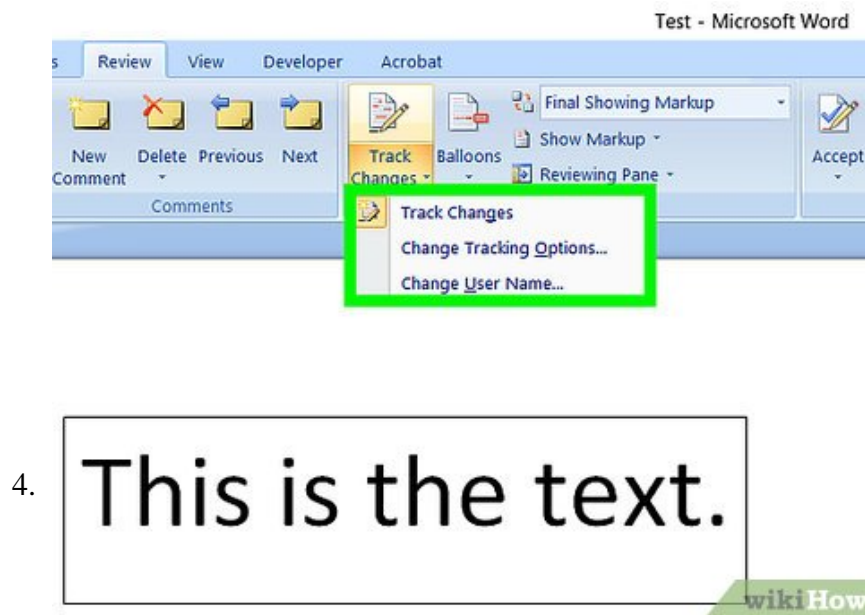 Test - Microsoft Word
s Review View Developer Acrobat
Final Showing Markup
Show Markup
New Delete Previous Next Track Balloons Accept
Comment Changes Reviewing Pane
Comments
Track Changes
Change Tracking Options...
Change User Name...
4. This is the text.
wikiHow